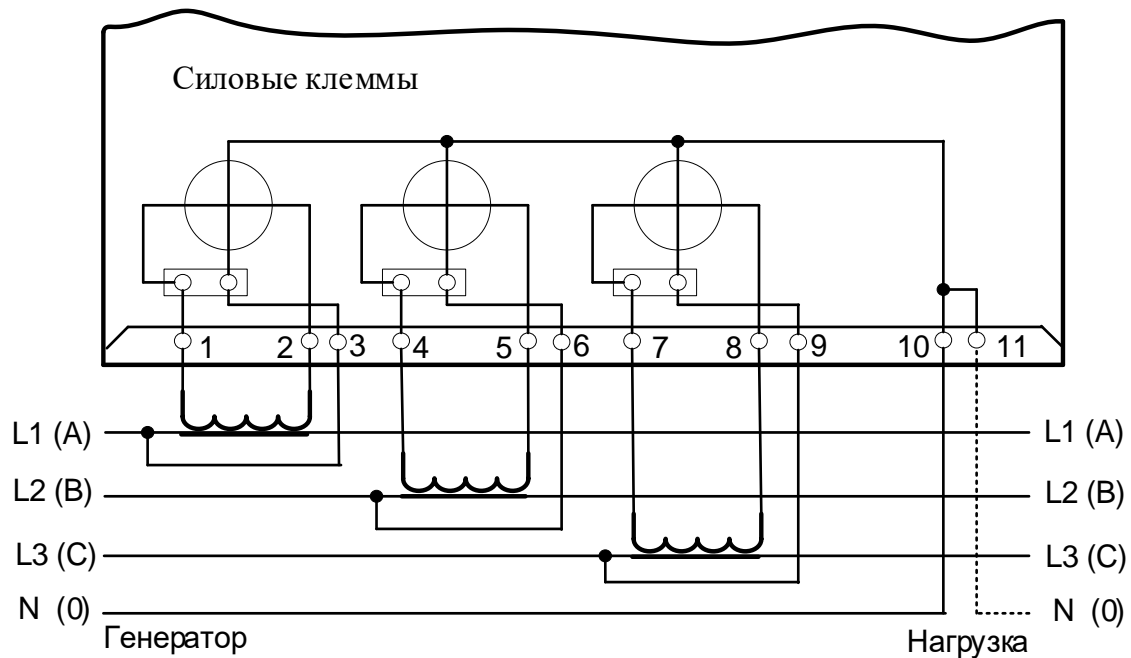 Силовые клеммы
1 2 3 4 5 6 7 8 9 10 11
L1 (A) L1 (A)
L2 (B) L2 (B)
L3 (C) L3 (C)
N (0) N (0)
Генератор Нагрузка